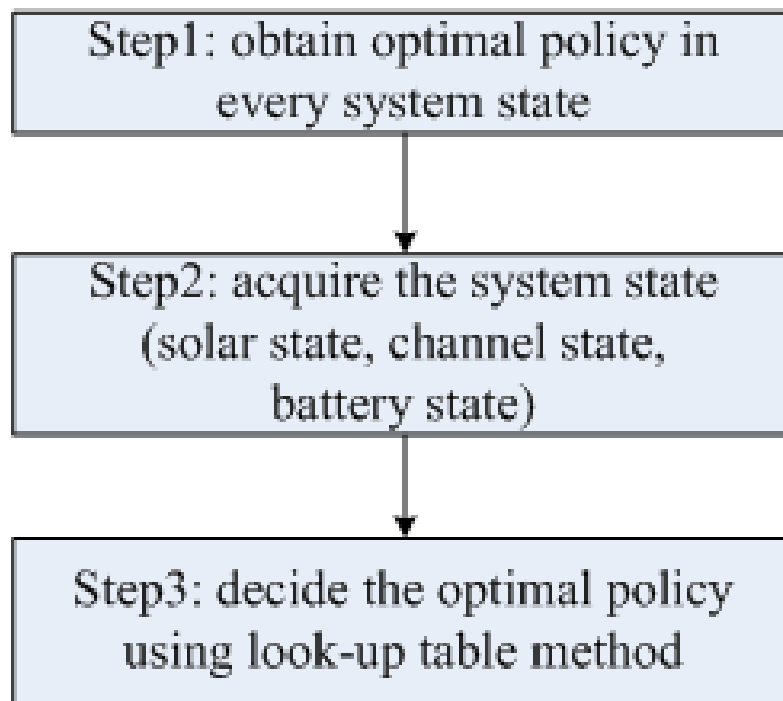 Step1: obtain optimal policy in
every system state
Step2: acquire the system state
(solar state, channel state,
battery state)
Step3: decide the optimal policy
using look-up table method